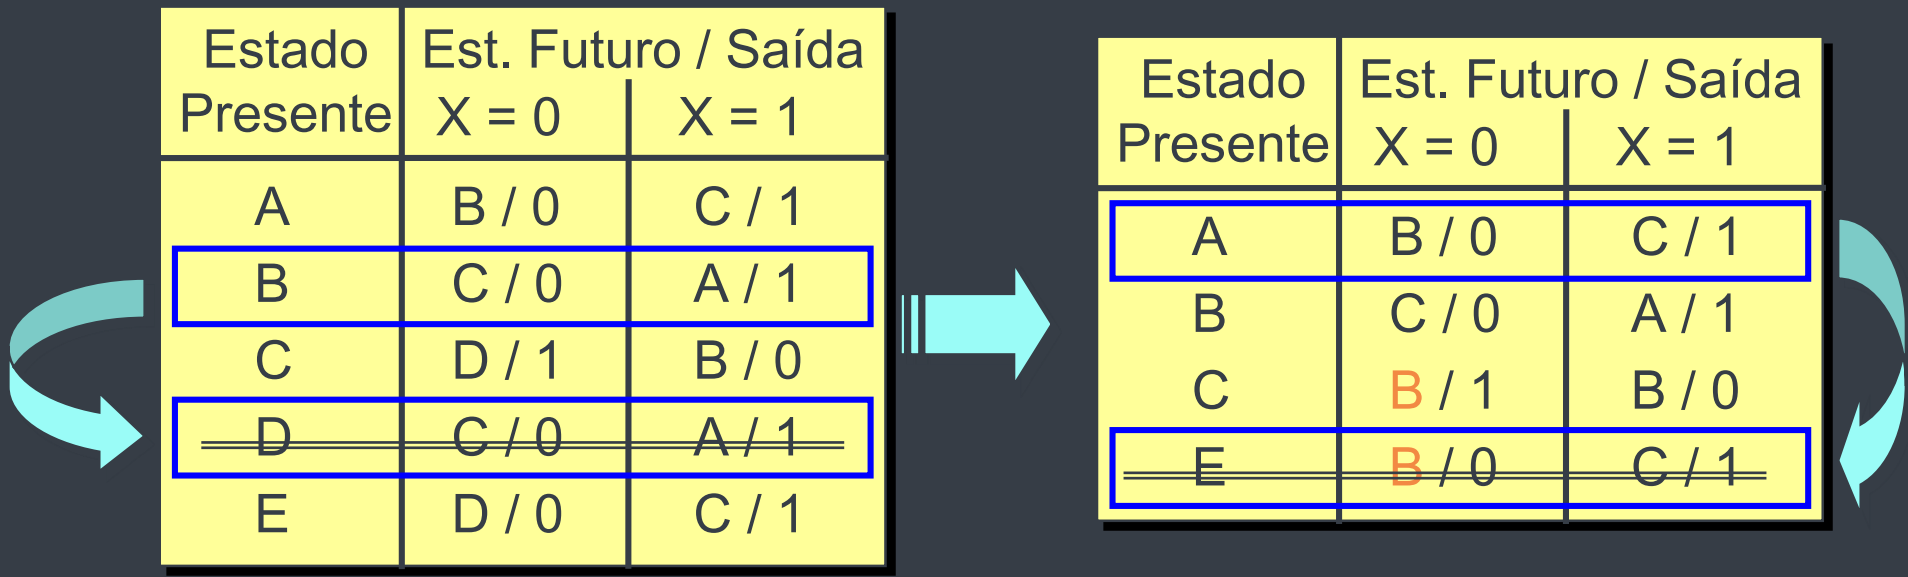 Estado Est. Futuro / Saída
Presente X = 0 X = 1
A B / 0 C / 1
B C / 0 A / 1
C D / 1 B / 0
D C / 0 A / 1
E D / 0 C / 1
Estado Est. Futuro / Saída
Presente X = 0 X = 1
A B / 0 C / 1
B C / 0 A / 1
C B / 1 B / 0
E B / 0 C / 1